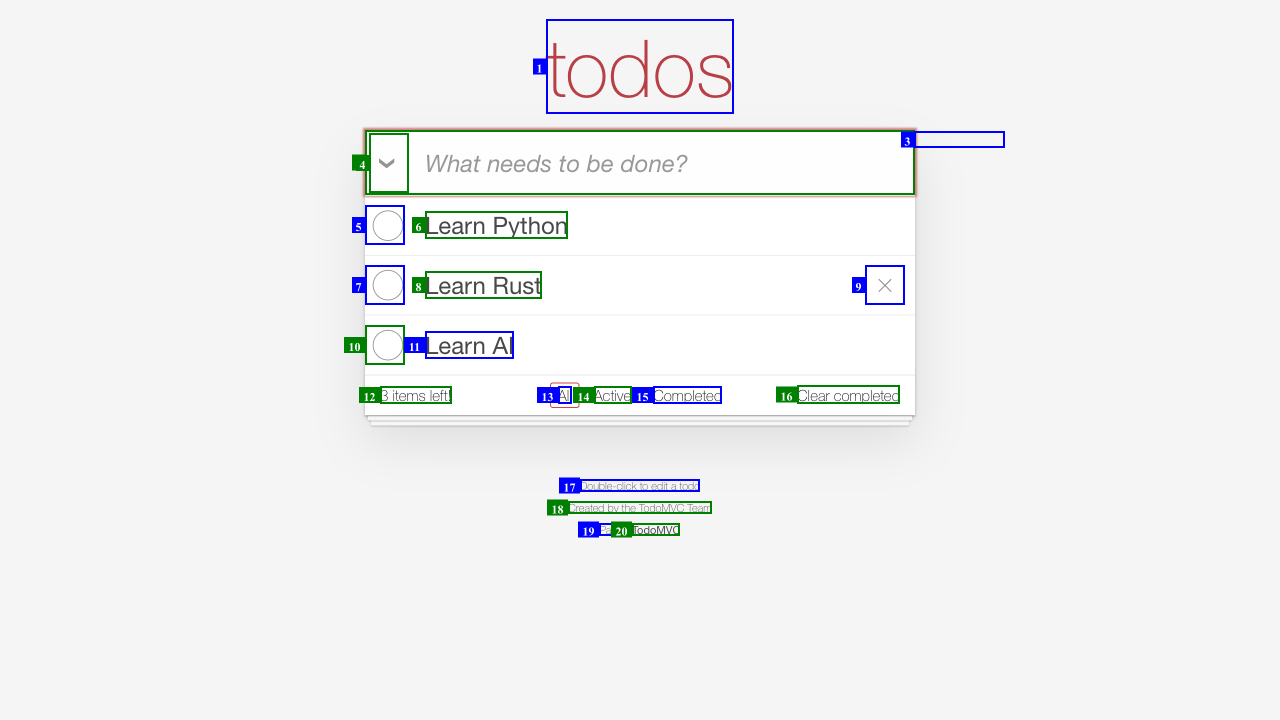 1 todos
3
4 What needs to be done?
5 6 Learn Python
7 8 Learn Rust 9
10 11 Learn AI
12 3 items left! 13 All 14 Active 15 Completed 16 Clear completed
17 Double-click to edit a todo
18 Created by the TodoMVC Team
19 Pa 20 TodoMVC